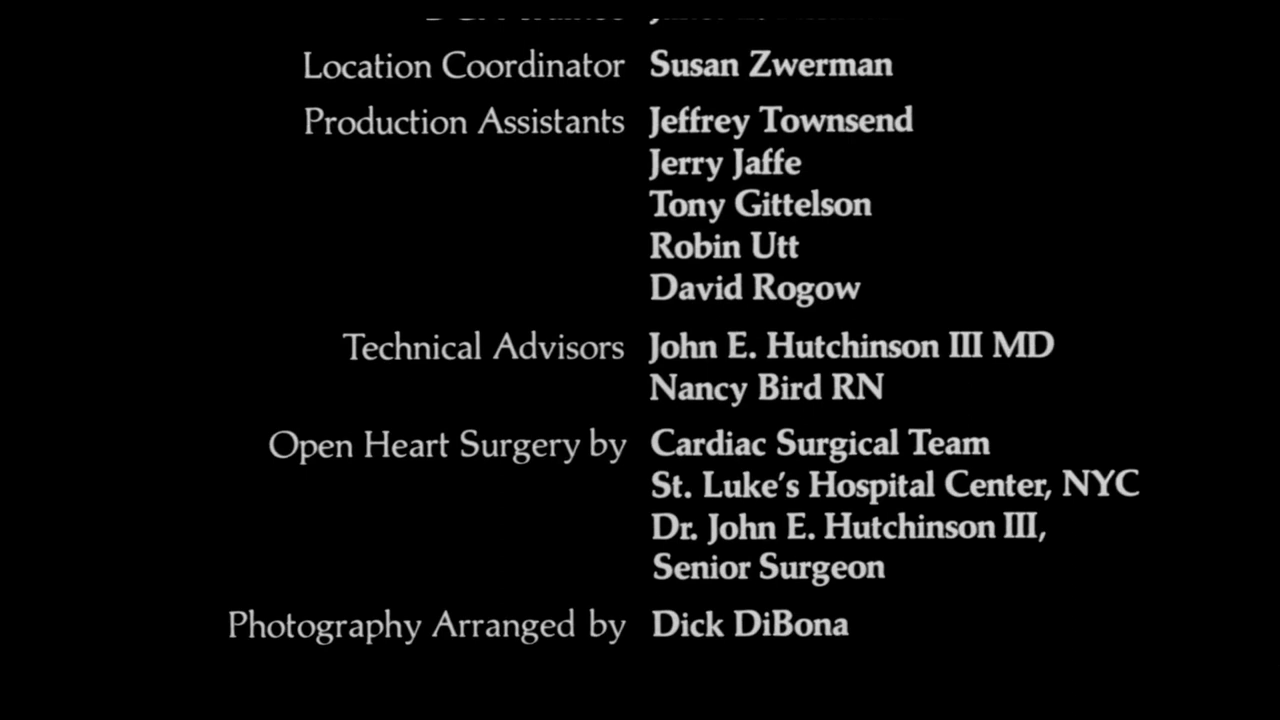 Location Coordinator Susan Zwerman
Production Assistants Jeffrey Townsend
Jerry Jaffe
Tony Gittelson
Robin Utt
David Rogow
Technical Advisors John E. Hutchinson III MD
Nancy Bird RN
Open Heart Surgery by Cardiac Surgical Team
St. Luke's Hospital Center, NYC
Dr. John E. Hutchinson III,
Senior Surgeon
Photography Arranged by Dick DiBona